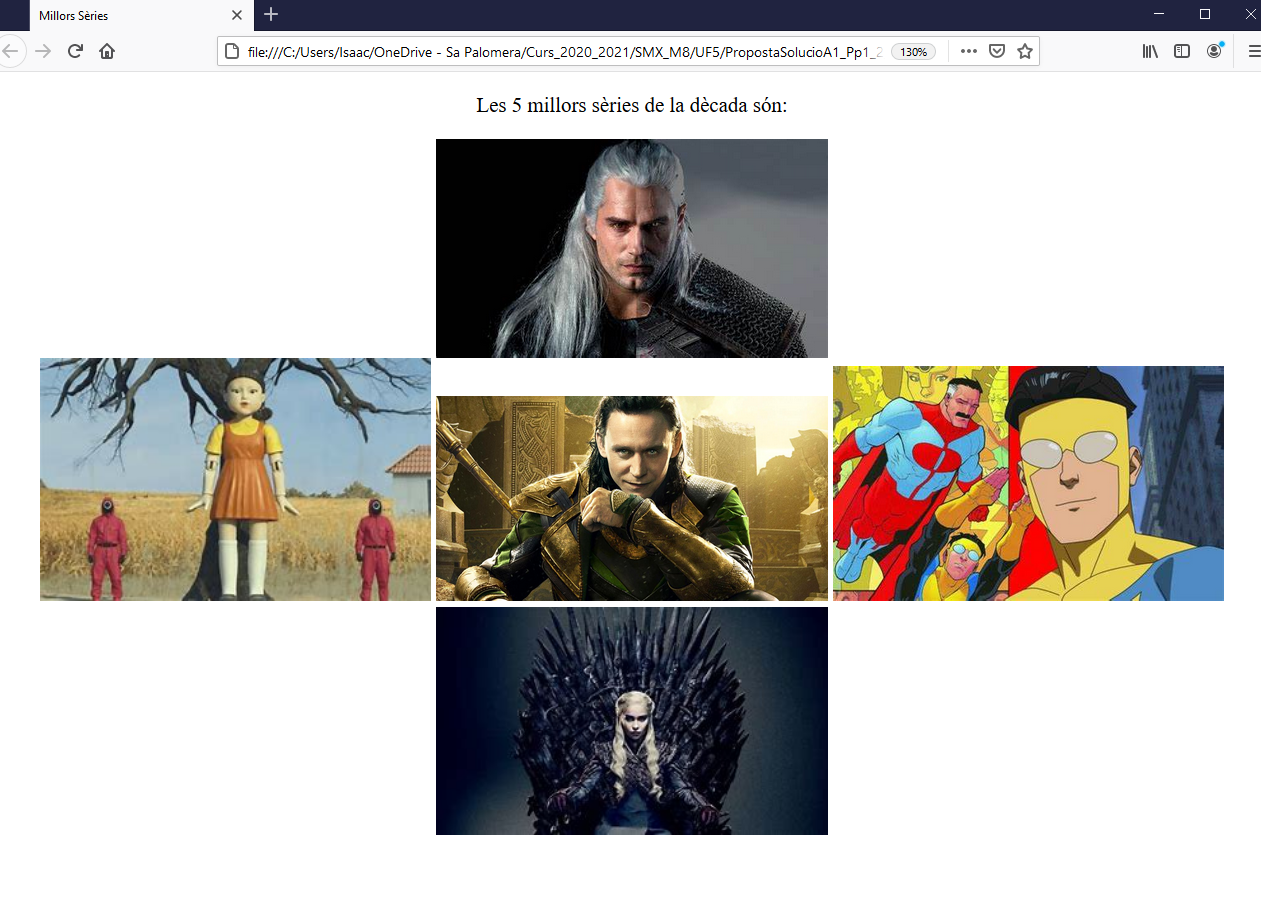 Millors Sèries
file:///C:/Users/Isaac/OneDrive - Sa Palomera/Curs_2020_2021/SMX_M8/UF5/PropostaSolucioA1_Pp1_2
130%
Les 5 millors sèries de la dècada són: